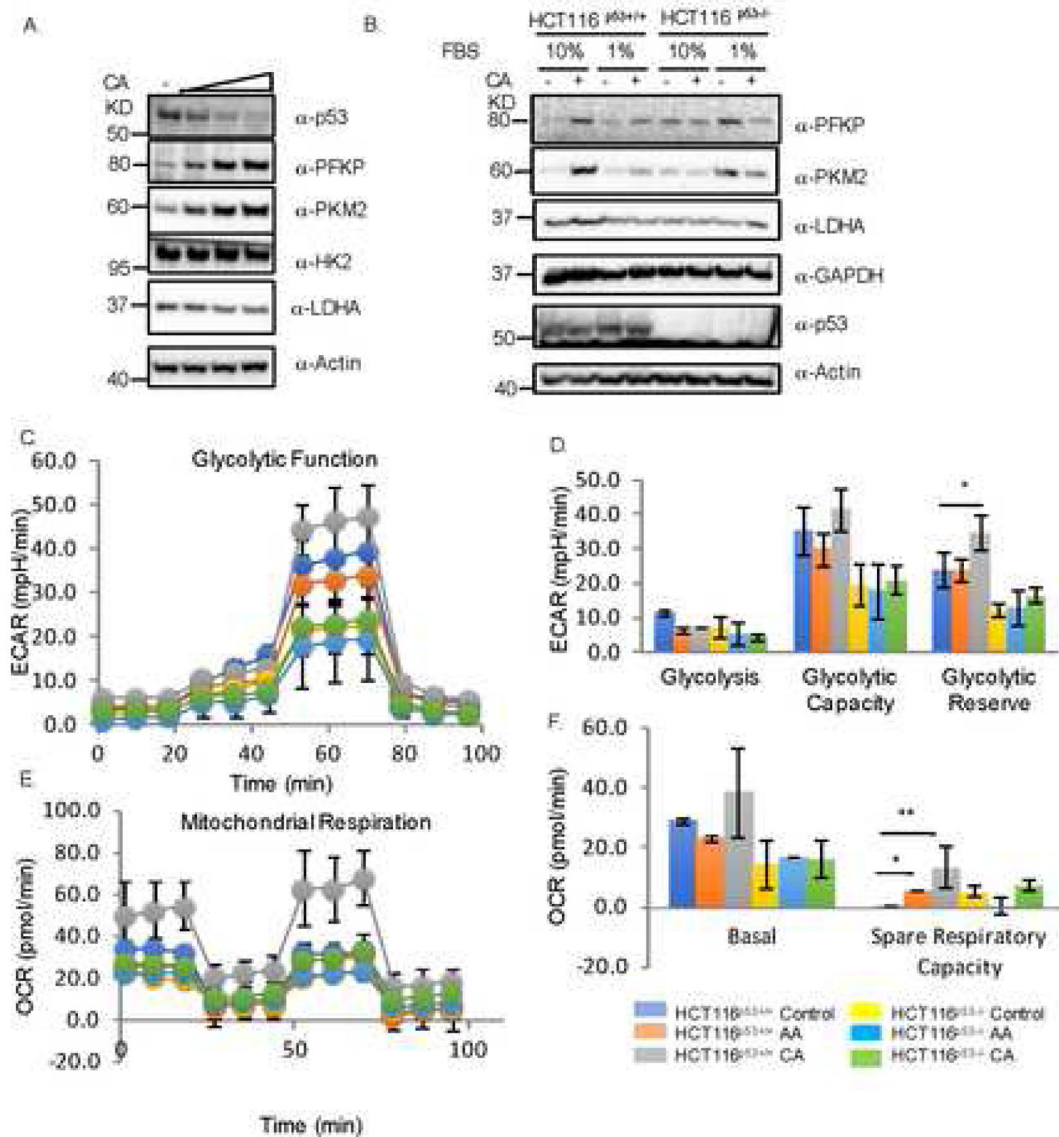 A.
CA -
KD
50
α-p53
80
α-PFKP
60
α-PKM2
95
α-HK2
37
α-LDHA
40
α-Actin
B.
HCT116 p53+/+ HCT116 p53-/-
FBS 10% 1% 10% 1%
CA - + - + - + - +
KD
80
α-PFKP
60
α-PKM2
37
α-LDHA
37
α-GAPDH
50
α-p53
40
α-Actin
C.
Glycolytic Function
ECAR (mpH/min)
60.0
50.0
40.0
30.0
20.0
10.0
0.0
0 20 40 60 80 100
Time (min)
D.
ECAR (mpH/min)
50.0
40.0
30.0
20.0
10.0
0.0
*
Glycolysis Glycolytic Glycolytic
Capacity Reserve
E.
Mitochondrial Respiration
OCR (pmol/min)
100.0
80.0
60.0
40.0
20.0
0.0
-20.0
0 50 100
Time (min)
F.
OCR (pmol/min)
60.0
40.0
20.0
0.0
-20.0
**
*
Basal Spare Respiratory
Capacity
HCT116p53+/+ Control HCT116p53-/- Control
HCT116p53+/+ AA HCT116p53-/- AA
HCT116p53+/+ CA HCT116p53-/- CA